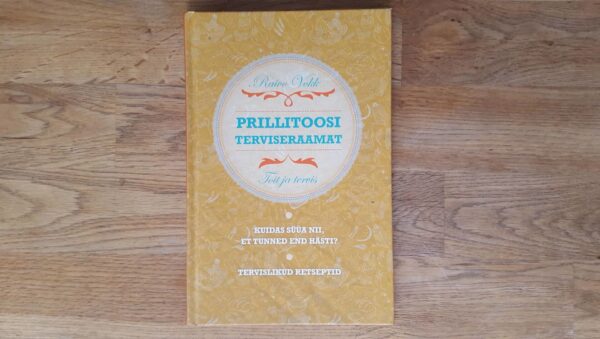 Raivo Vokk
PRILLITOOSI
TERVISERAAMAT
Toit ja tervis
KUIDAS SÜÜA NII,
ET TUNNED END HÄSTI?
TERVISLIKUD RETSEPTID